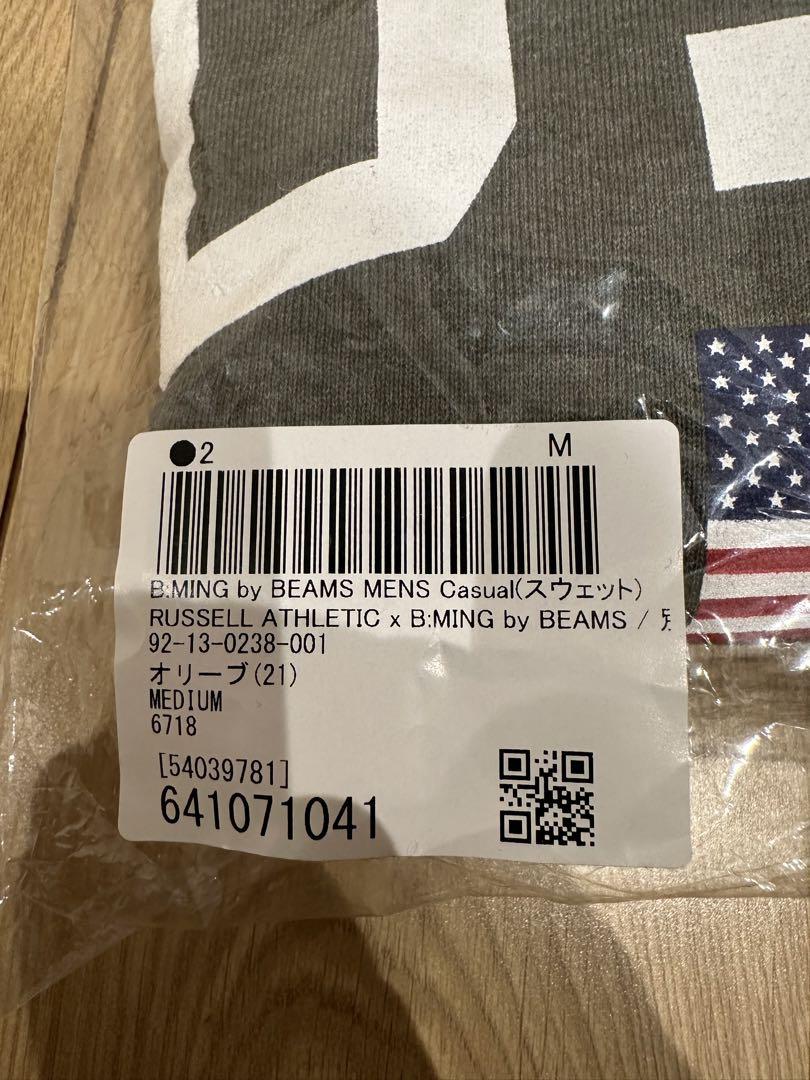 ●2 M
B:MING by BEAMS MENS Casual(スウェット)
RUSSELL ATHLETIC x B:MING by BEAMS /
92-13-0238-001
オリーブ(21)
MEDIUM
6718
[54039781]
641071041